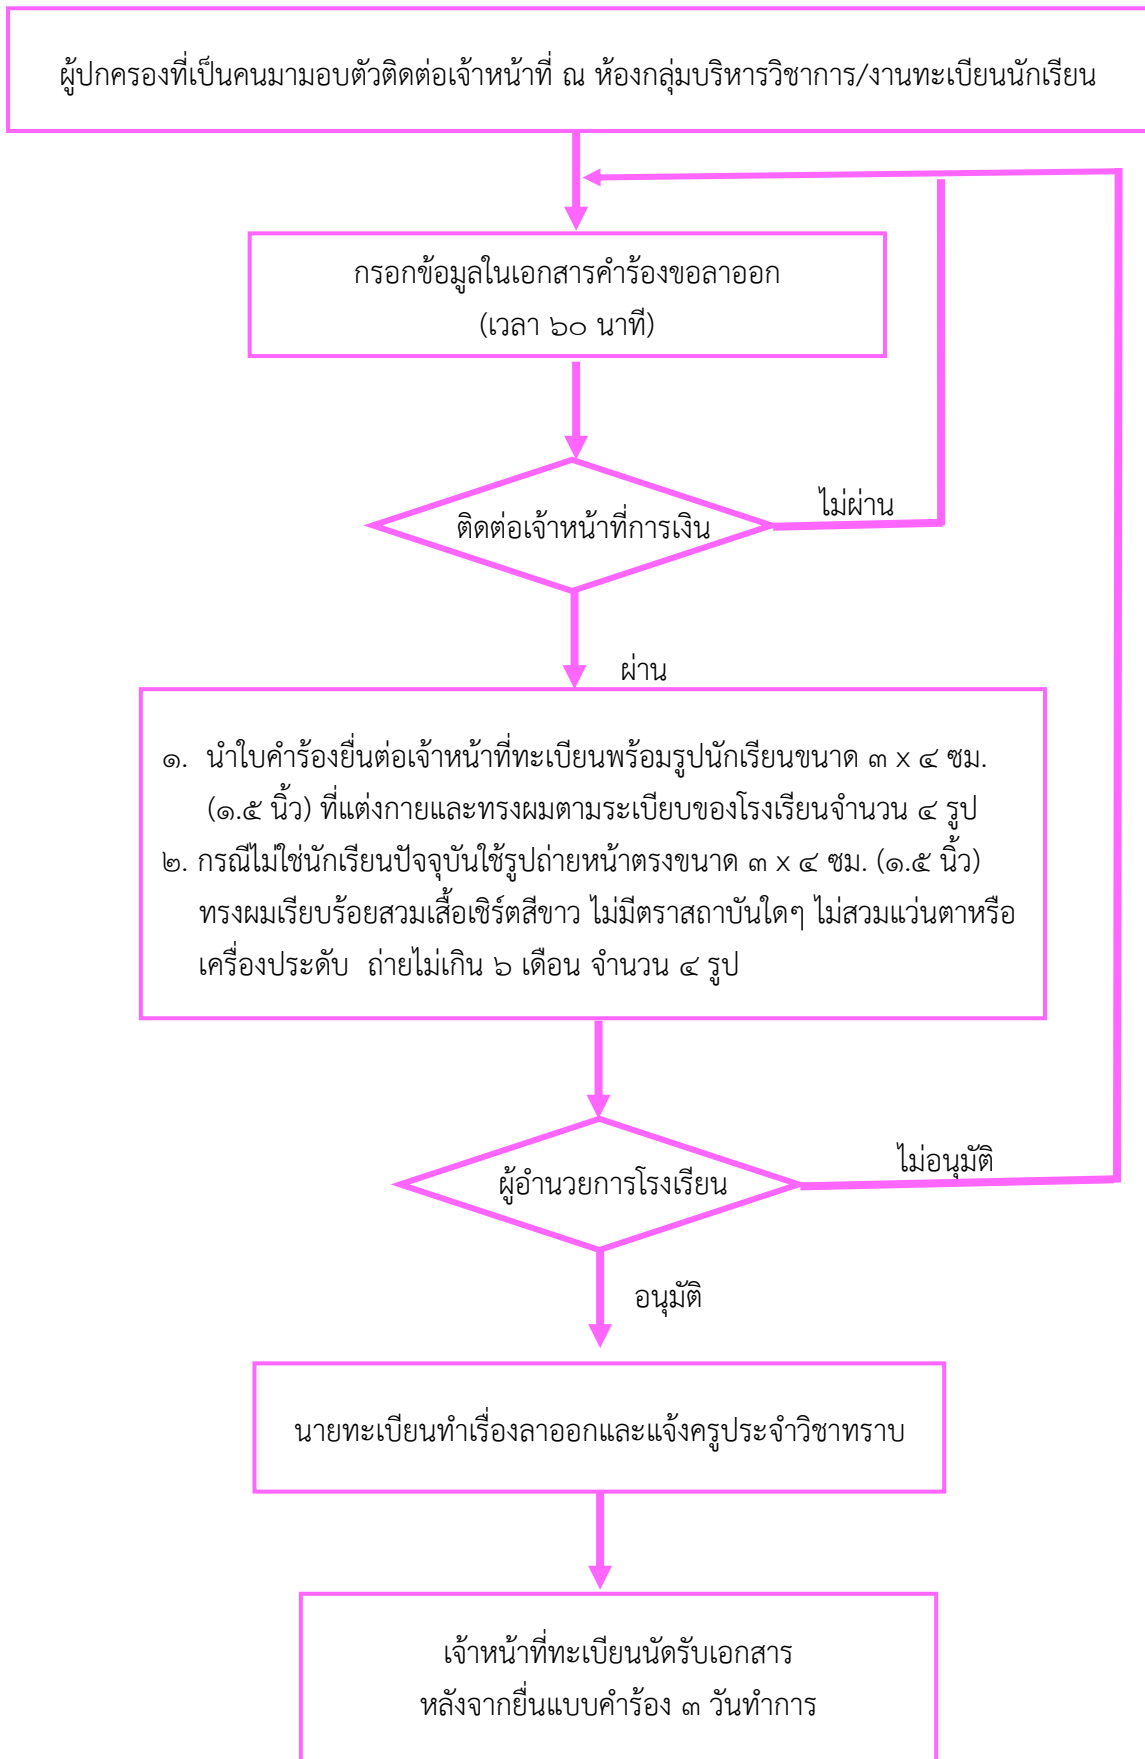 ผู้ปกครองที่เป็นคนมามอบตัวติดต่อเจ้าหน้าที่ ณ ห้องกลุ่มบริหารวิชาการ/งานทะเบียนนักเรียน
กรอกข้อมูลในเอกสารคำร้องขอลาออก
(เวลา ๖๐ นาที)
ไม่ผ่าน
ติดต่อเจ้าหน้าที่การเงิน
ผ่าน
๑. นำใบคำร้องยื่นต่อเจ้าหน้าที่ทะเบียนพร้อมรูปนักเรียนขนาด ๓ x ๔ ซม.
(๑.๕ นิ้ว) ที่แต่งกายและทรงผมตามระเบียบของโรงเรียนจำนวน ๔ รูป
๒. กรณีไม่ใช่นักเรียนปัจจุบันใช้รูปถ่ายหน้าตรงขนาด ๓ x ๔ ซม. (๑.๕ นิ้ว)
ทรงผมเรียบร้อยสวมเสื้อเชิร์ตสีขาว ไม่มีตราสถาบันใดๆ ไม่สวมแว่นตาหรือ
เครื่องประดับ ถ่ายไม่เกิน ๖ เดือน จำนวน ๔ รูป
ไม่อนุมัติ
ผู้อำนวยการโรงเรียน
อนุมัติ
นายทะเบียนทำเรื่องลาออกและแจ้งครูประจำวิชาทราบ
เจ้าหน้าที่ทะเบียนนัดรับเอกสาร
หลังจากยื่นแบบคำร้อง ๓ วันทำการ